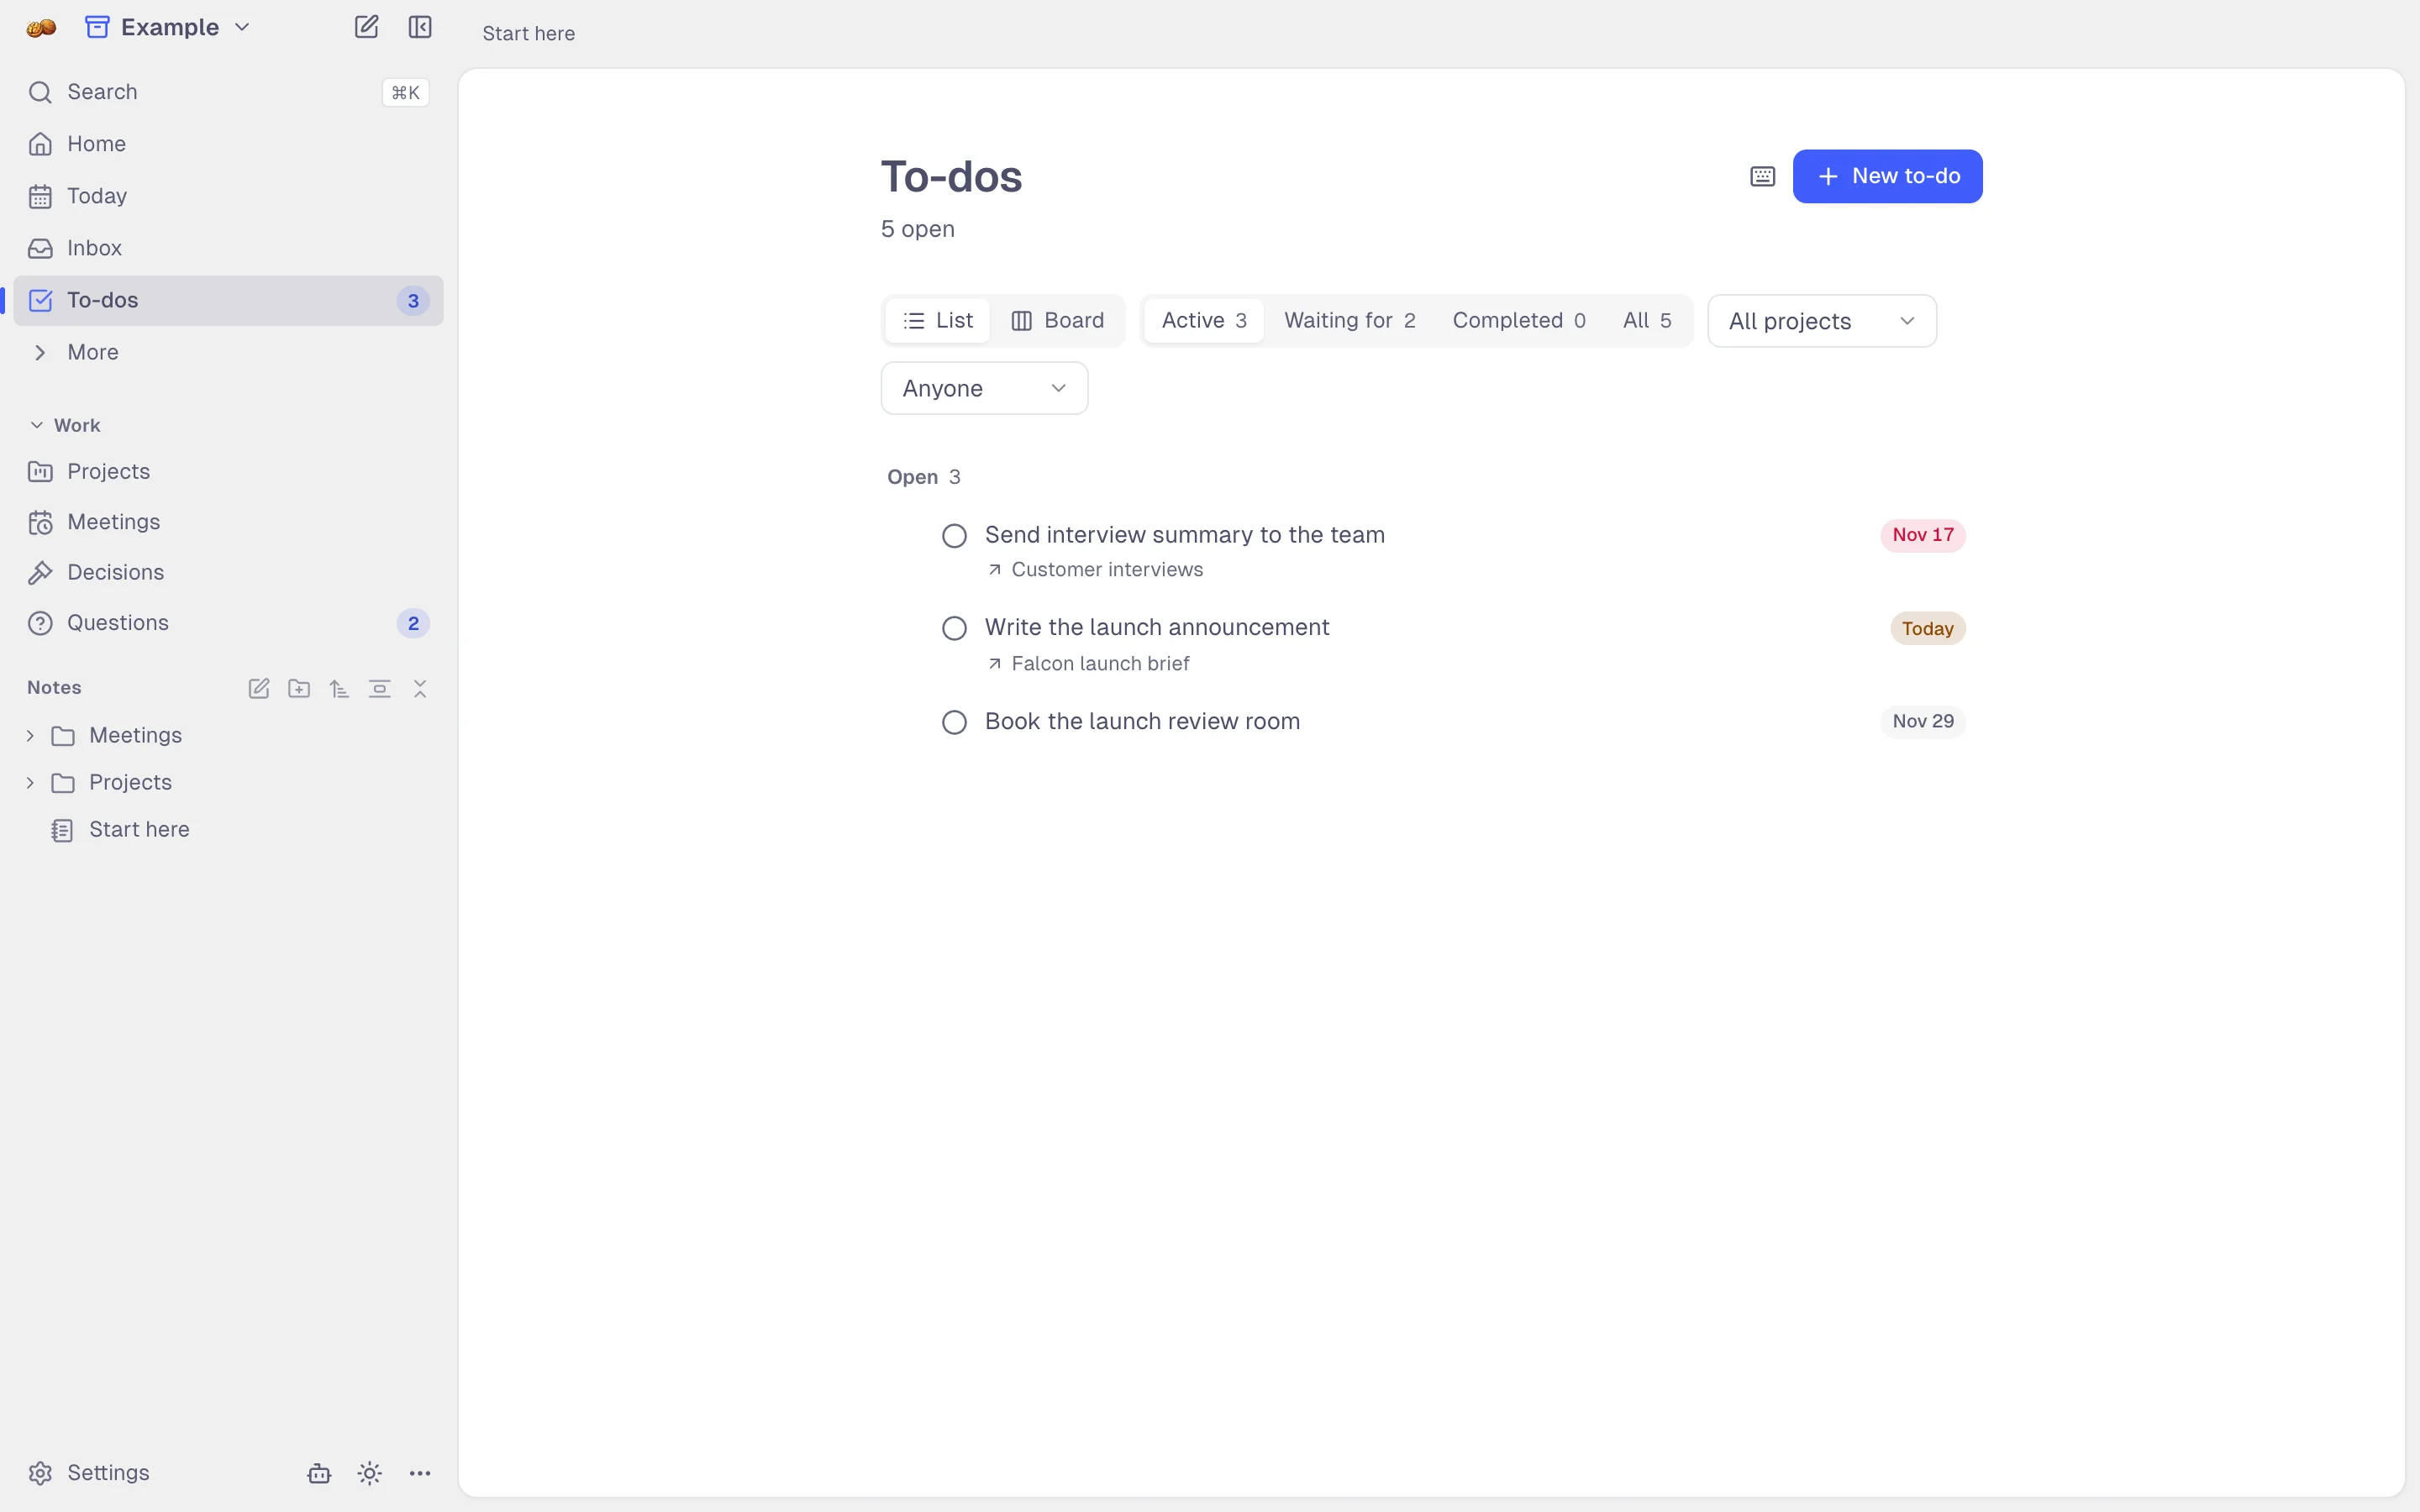 Example
Start here
Search ⌘K
Home
Today
Inbox
To-dos 3
More
Work
Projects
Meetings
Decisions
Questions 2
Notes
Meetings
Projects
Start here
Settings
To-dos
New to-do
5 open
List Board Active 3 Waiting for 2 Completed 0 All 5 All projects
Anyone
Open 3
Send interview summary to the team Nov 17
Customer interviews
Write the launch announcement Today
Falcon launch brief
Book the launch review room Nov 29